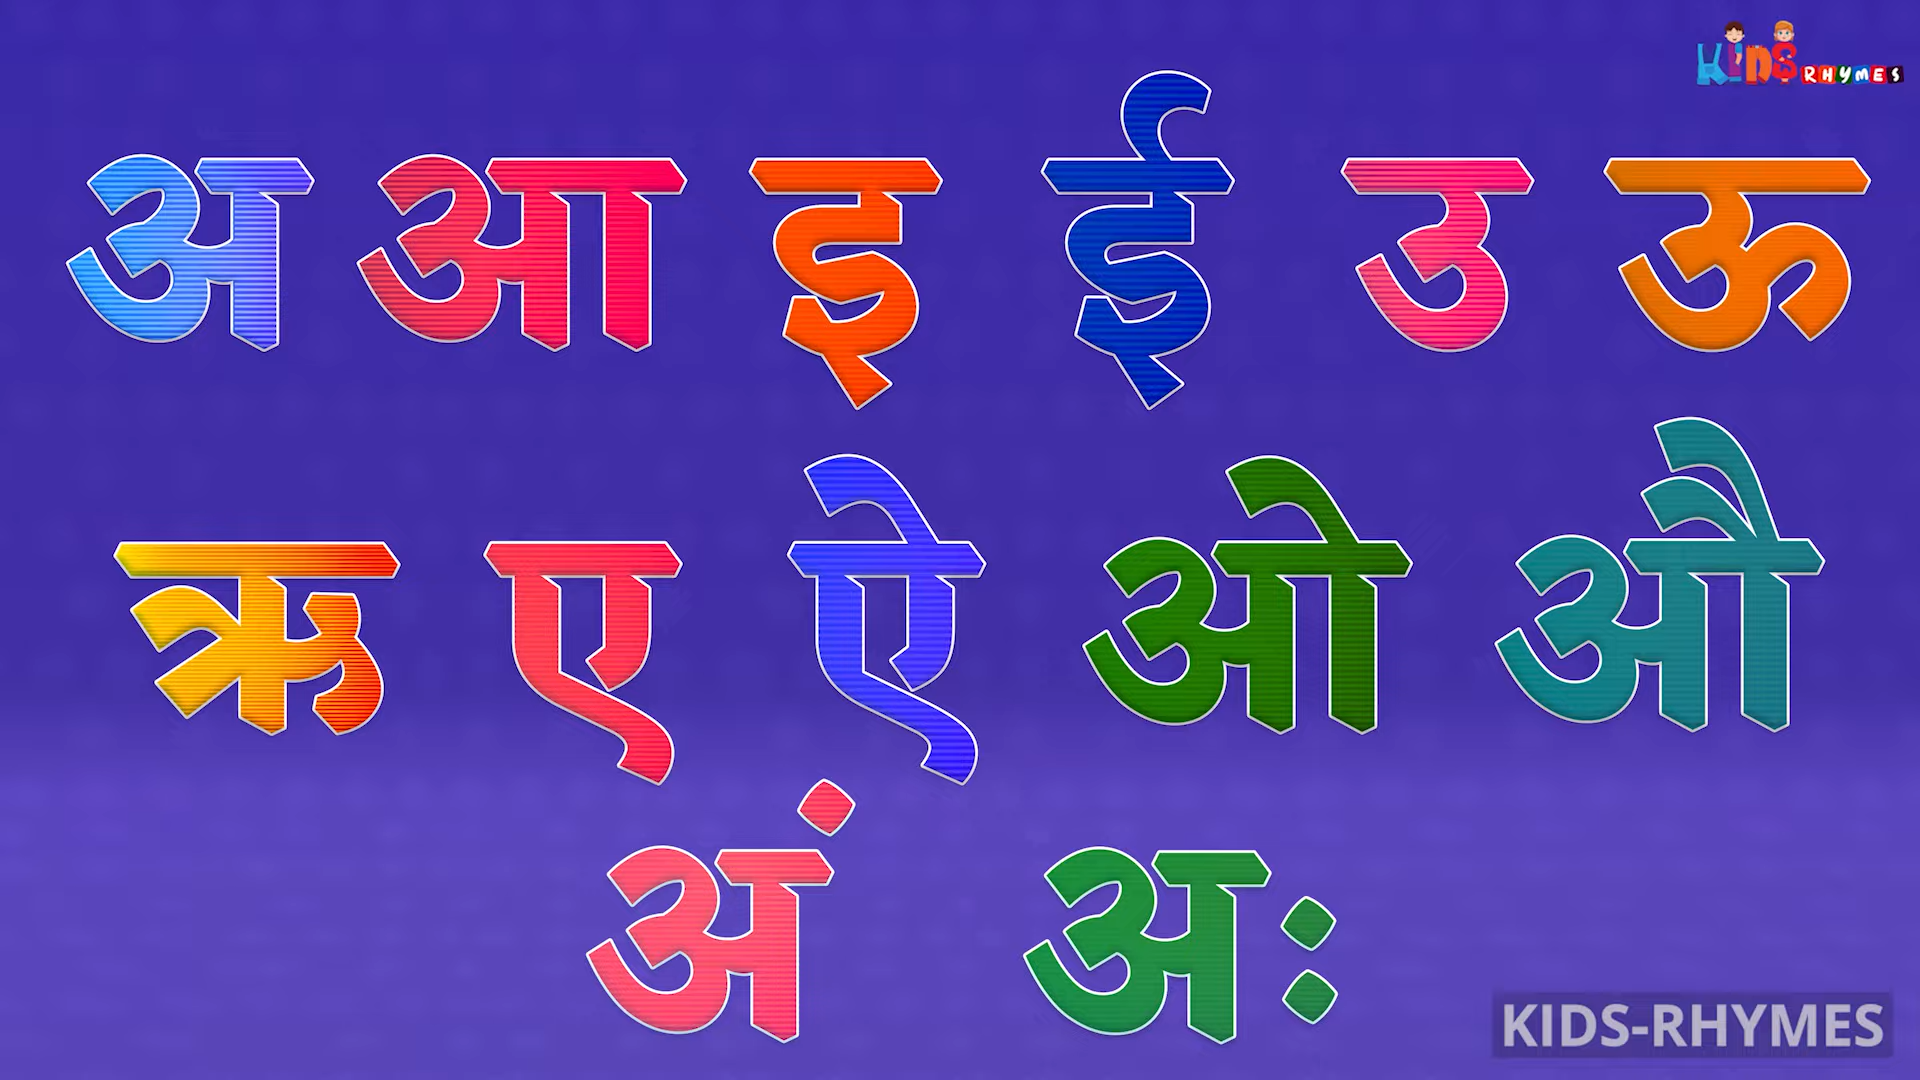 KIDS RHYMES
अ आ इ ई उ ऊ
ऋ ए ऐ ओ औ
अं अः
KIDS-RHYMES